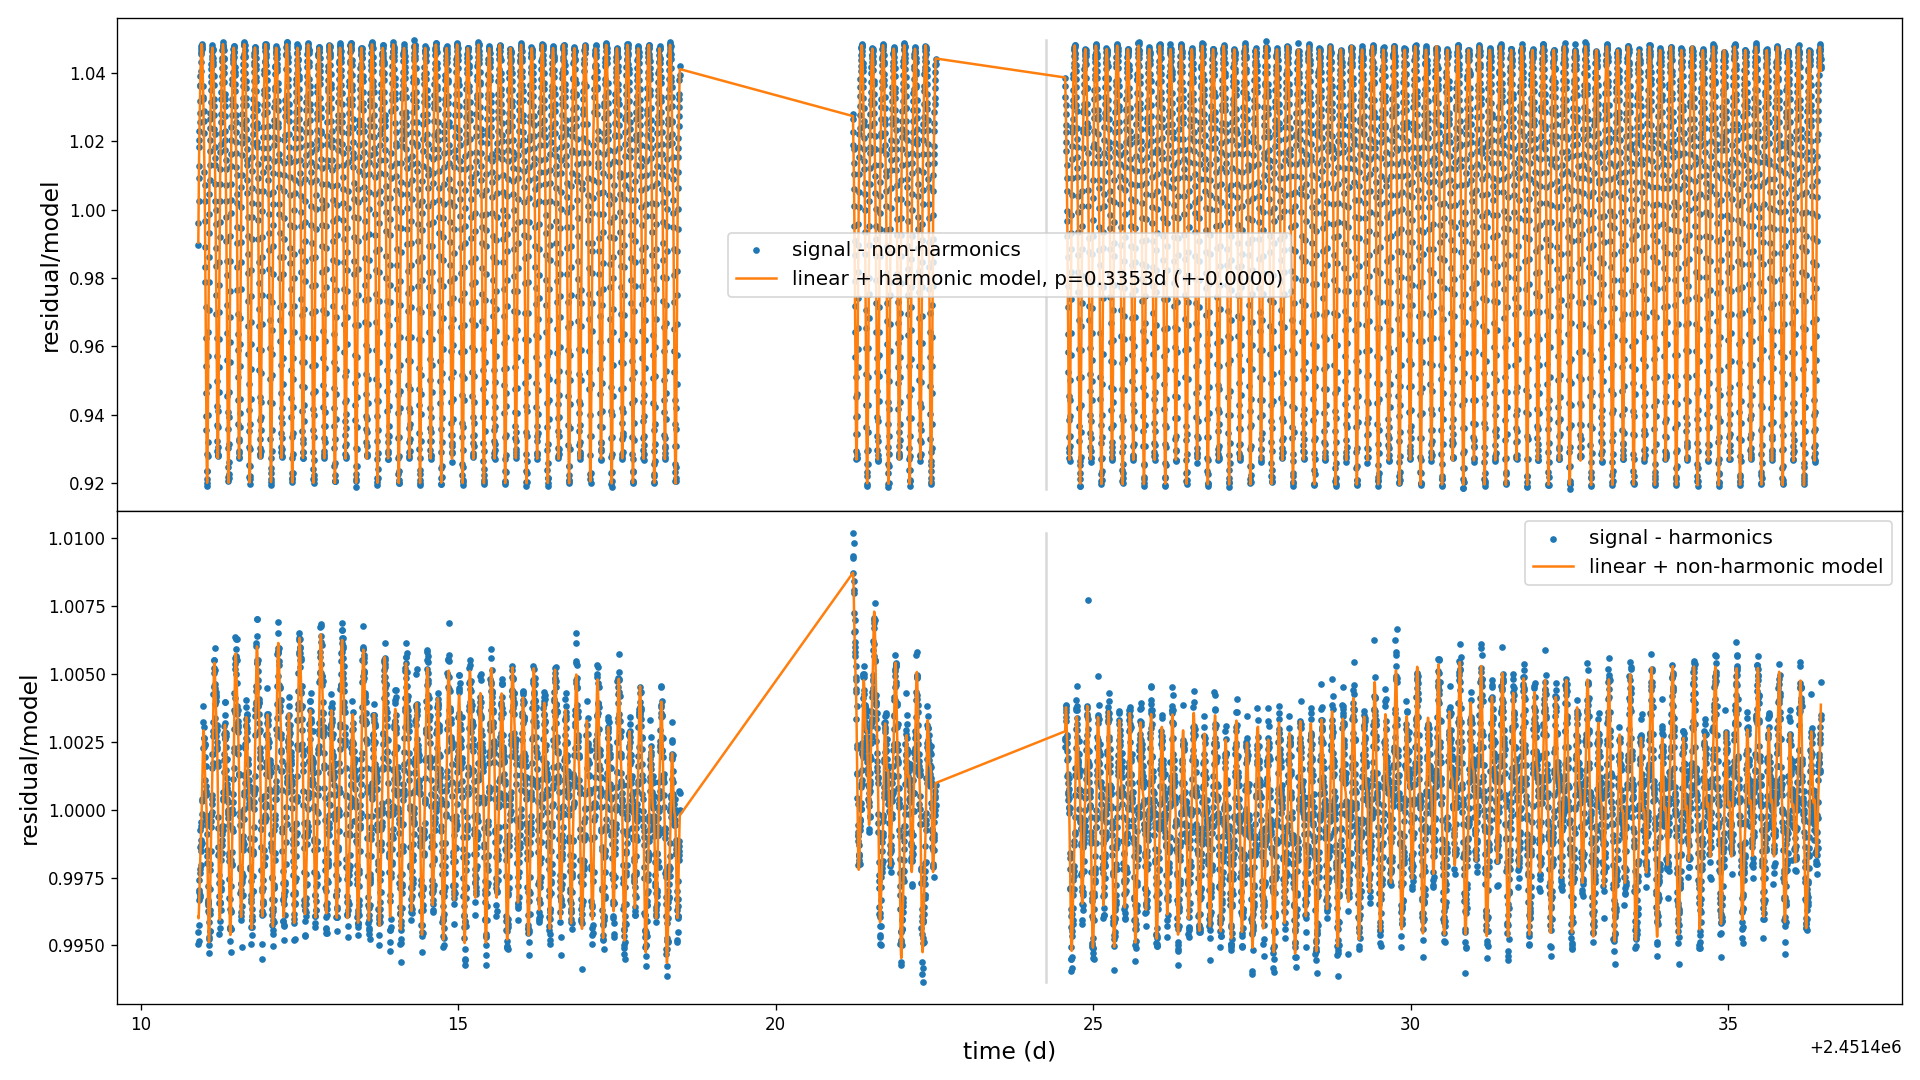 1.04
1.02
1.00
0.98
0.96
0.94
0.92
residual/model
signal - non-harmonics
linear + harmonic model, p=0.3353d (+-0.0000)
1.0100
1.0075
1.0050
1.0025
1.0000
0.9975
0.9950
residual/model
signal - harmonics
linear + non-harmonic model
10 15 20 25 30 35
time (d)
+2.4514e6